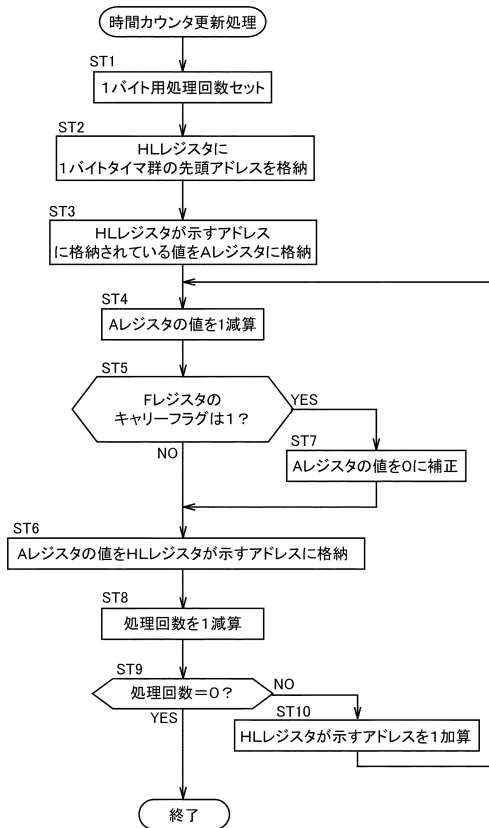 時間カウンタ更新処理
ST1
1バイト用処理回数セット
ST2
HLレジスタに
1バイトタイマ群の先頭アドレスを格納
ST3
HLレジスタが示すアドレス
に格納されている値をAレジスタに格納
ST4
Aレジスタの値を1減算
ST5
Fレジスタの
キャリーフラグは1?
YES
NO
ST7
Aレジスタの値を0に補正
ST6
Aレジスタの値をHLレジスタが示すアドレスに格納
ST8
処理回数を1減算
ST9
処理回数=0?
NO
YES
ST10
HLレジスタが示すアドレスを1加算
終了